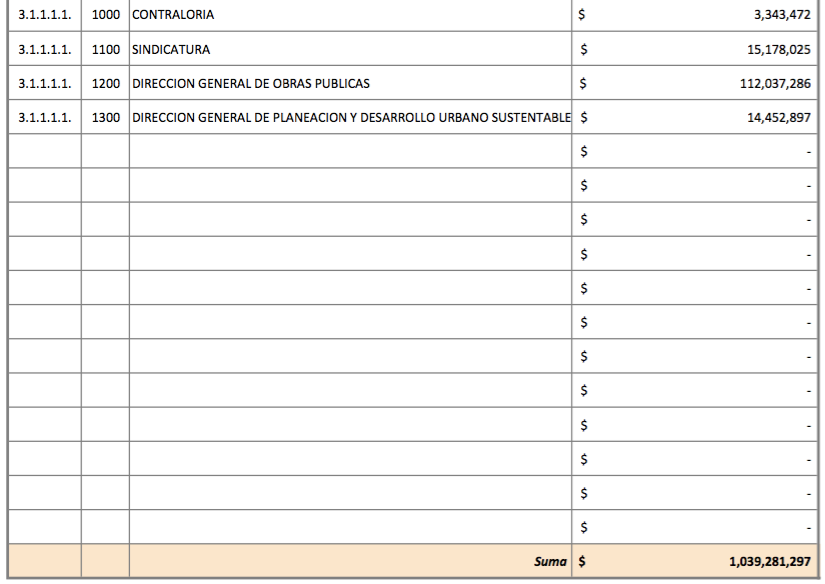 3.1.1.1.1. 1000 CONTRALORIA $ 3,343,472
3.1.1.1.1. 1100 SINDICATURA $ 15,178,025
3.1.1.1.1. 1200 DIRECCION GENERAL DE OBRAS PUBLICAS $ 112,037,286
3.1.1.1.1. 1300 DIRECCION GENERAL DE PLANEACION Y DESARROLLO URBANO SUSTENTABLE $ 14,452,897
$ -
$ -
$ -
$ -
$ -
$ -
$ -
$ -
$ -
$ -
$ -
$ -
Suma $ 1,039,281,297